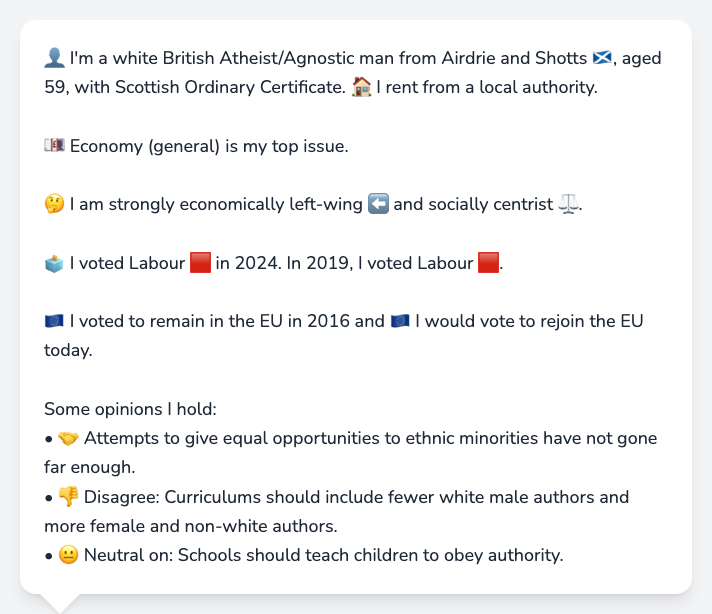 👤 I'm a white British Atheist/Agnostic man from Airdrie and Shotts 🏴󠁧󠁢󠁳󠁣󠁴󠁿, aged
59, with Scottish Ordinary Certificate. 🏠 I rent from a local authority.
💷 Economy (general) is my top issue.
🤔 I am strongly economically left-wing ⬅️ and socially centrist ⚖️.
🗳️ I voted Labour 🟥 in 2024. In 2019, I voted Labour 🟥.
🇪🇺 I voted to remain in the EU in 2016 and 🇪🇺 I would vote to rejoin the EU
today.
Some opinions I hold:
• 🤝 Attempts to give equal opportunities to ethnic minorities have not gone
far enough.
• 👎 Disagree: Curriculums should include fewer white male authors and
more female and non-white authors.
• 😐 Neutral on: Schools should teach children to obey authority.